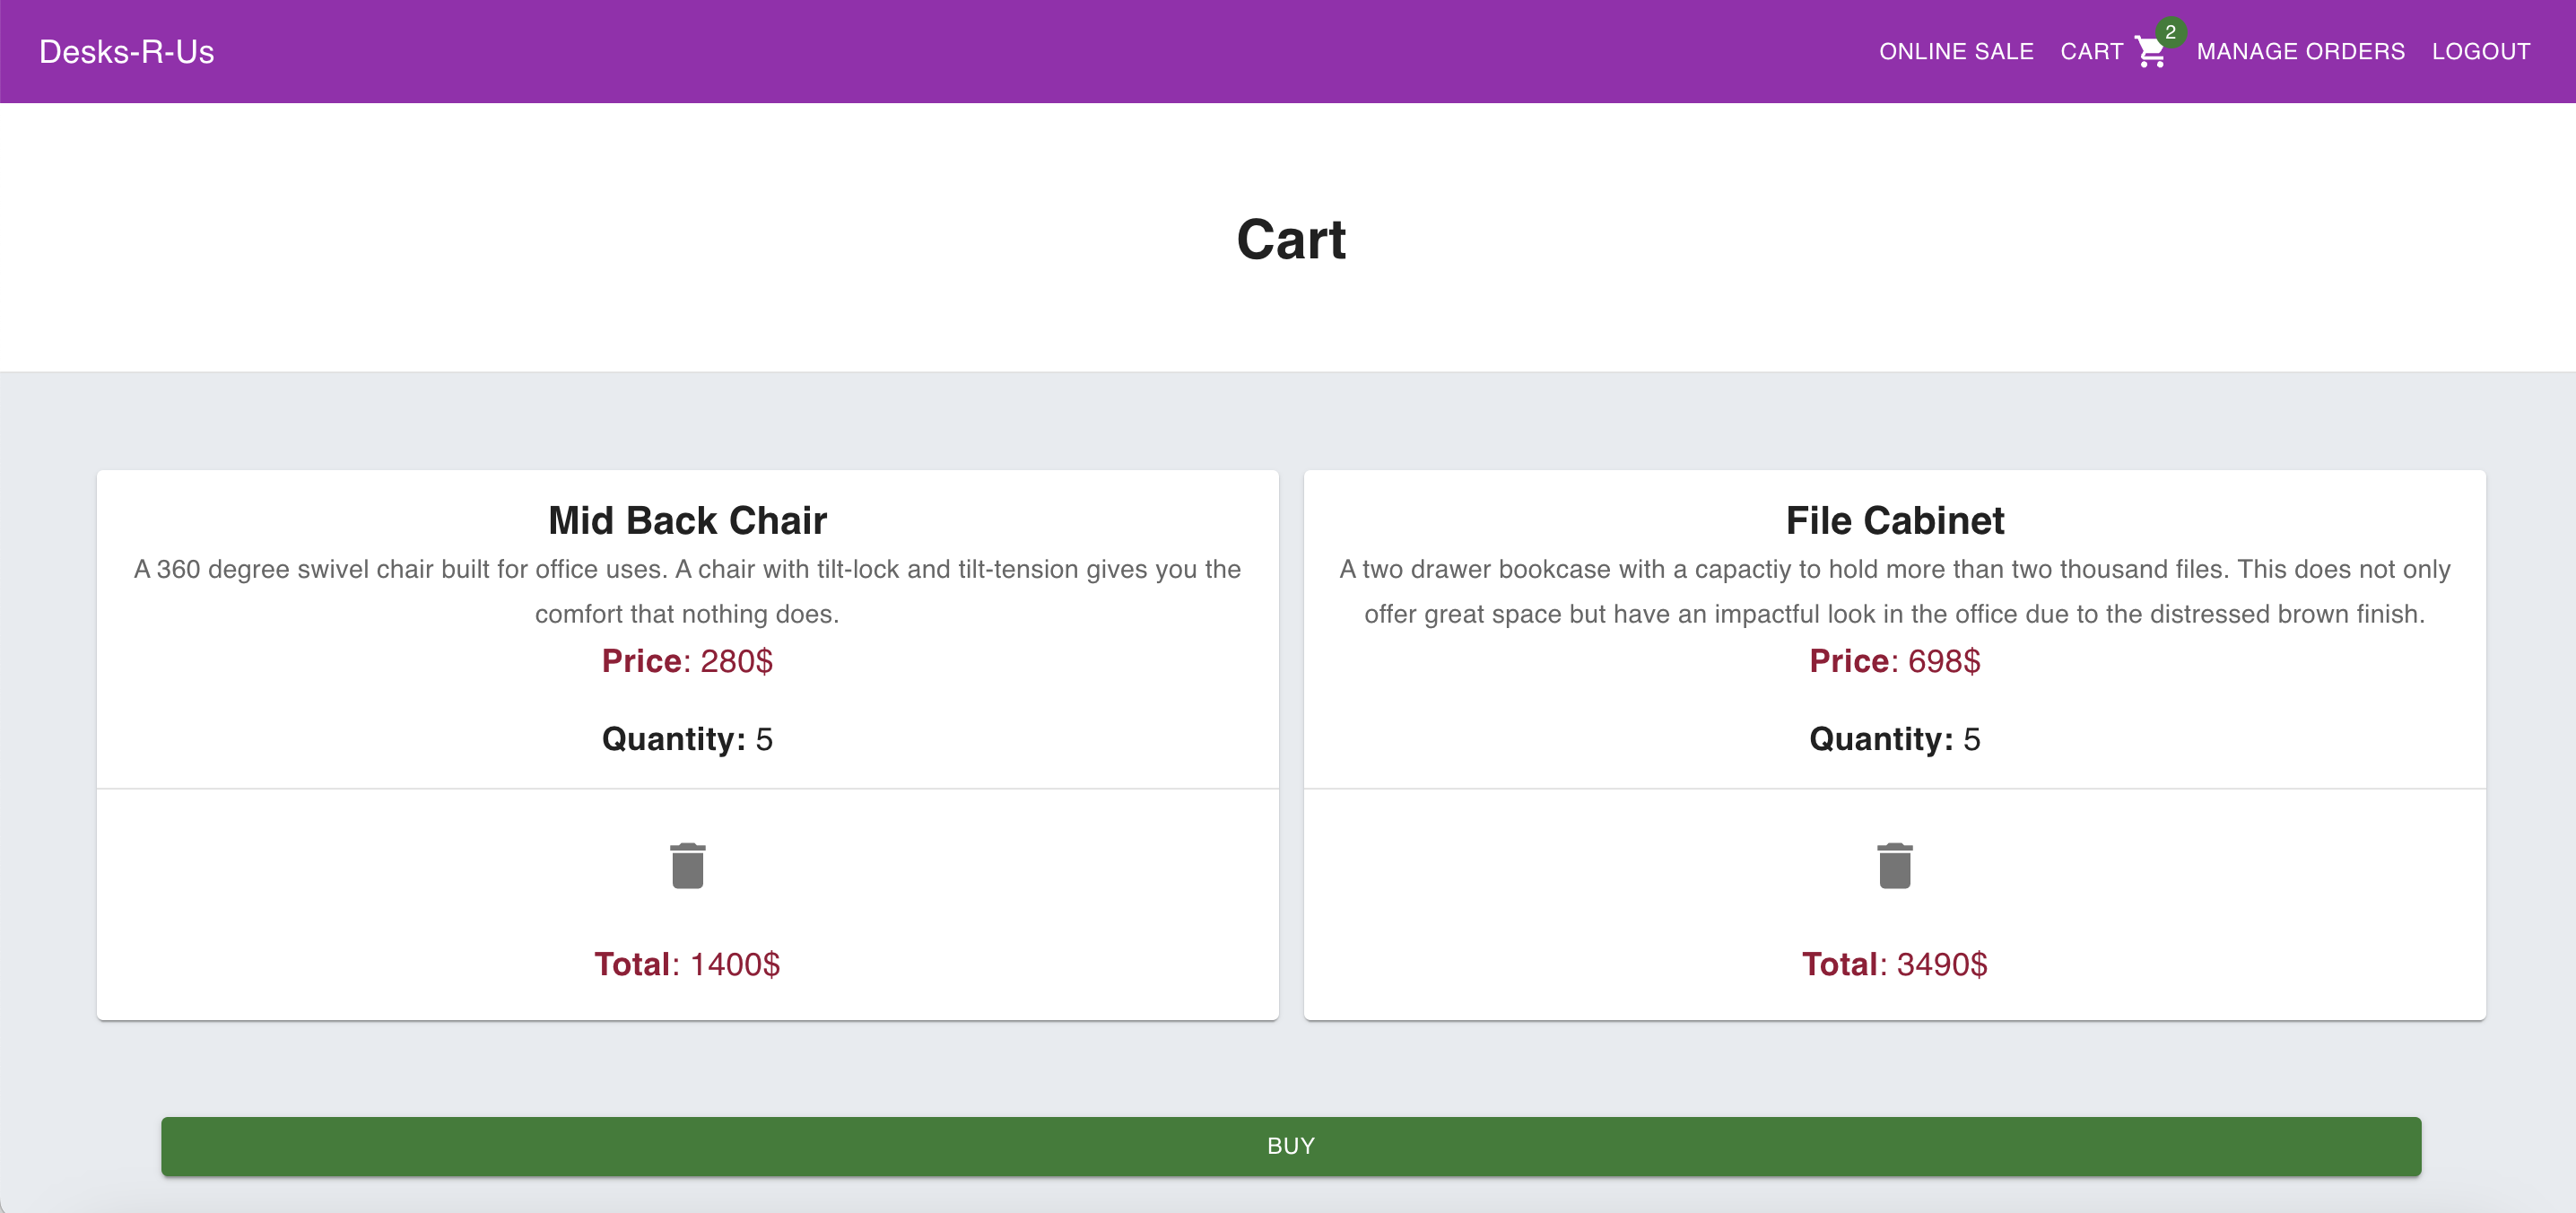 Desks-R-Us
ONLINE SALE CART 2 MANAGE ORDERS LOGOUT
Cart
Mid Back Chair
A 360 degree swivel chair built for office uses. A chair with tilt-lock and tilt-tension gives you the
comfort that nothing does.
Price: 280$
Quantity: 5
Total: 1400$
File Cabinet
A two drawer bookcase with a capactiy to hold more than two thousand files. This does not only
offer great space but have an impactful look in the office due to the distressed brown finish.
Price: 698$
Quantity: 5
Total: 3490$
BUY